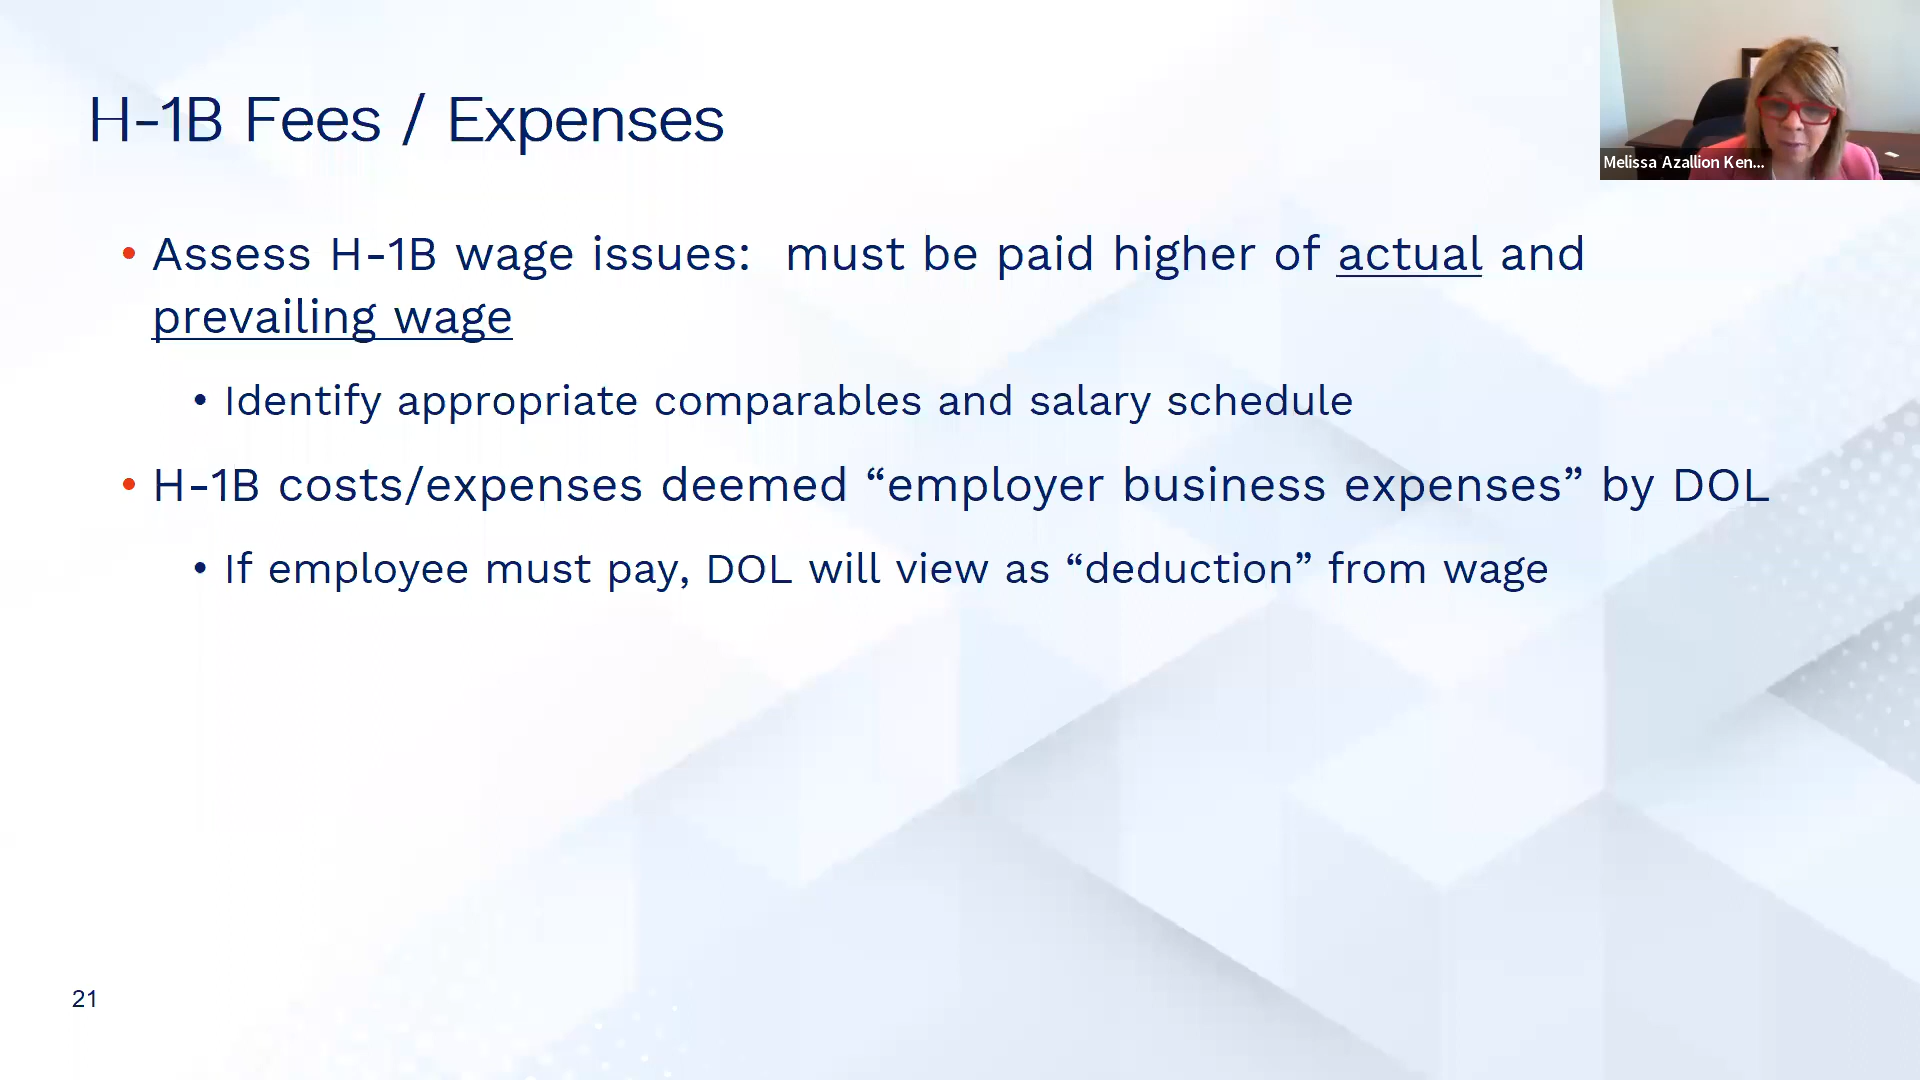 H-1B Fees / Expenses
Melissa Azallion Ken...
• Assess H-1B wage issues:  must be paid higher of actual and
prevailing wage
• Identify appropriate comparables and salary schedule
• H-1B costs/expenses deemed “employer business expenses” by DOL
• If employee must pay, DOL will view as “deduction” from wage
21